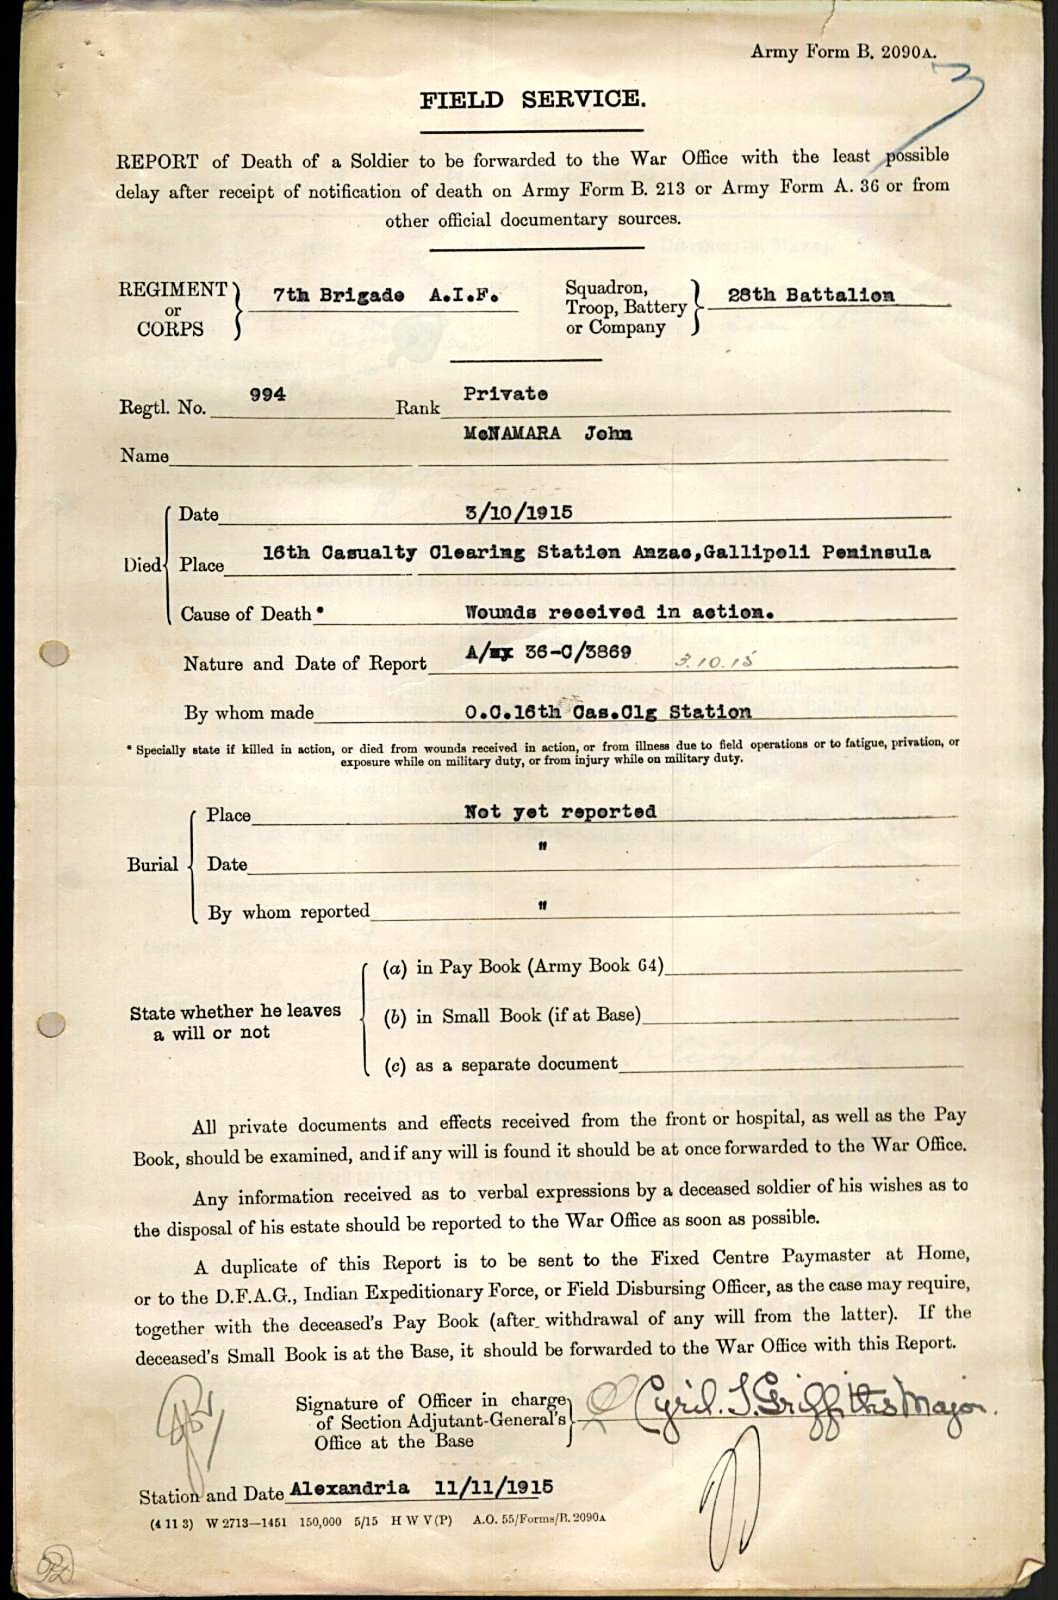 Army Form B. 2090A.
3
FIELD SERVICE.
REPORT of Death of a Soldier to be forwarded to the War Office with the least possible
delay after receipt of notification of death on Army Form B. 213 or Army Form A. 36 or from
other official documentary sources.
REGIMENT or CORPS 7th Brigade A.I.F. Squadron, Troop, Battery or Company 28th Battalion
Regtl. No. 994 Rank Private
Name McNAMARA John
Died Date 3/10/1915
Place 16th Casualty Clearing Station Anzac,Gallipoli Peninsula
Cause of Death* Wounds received in action.
Nature and Date of Report A/ 36-C/3869 3.10.15
By whom made O.C.16th Cas.Clg Station
* Specially state if killed in action, or died from wounds received in action, or from illness due to field operations or to fatigue, privation, or
exposure while on military duty, or from injury while on military duty.
Burial Place Not yet reported
Date "
By whom reported "
State whether he leaves a will or not
(a) in Pay Book (Army Book 64)
(b) in Small Book (if at Base)
(c) as a separate document
All private documents and effects received from the front or hospital, as well as the Pay
Book, should be examined, and if any will is found it should be at once forwarded to the War Office.
Any information received as to verbal expressions by a deceased soldier of his wishes as to
the disposal of his estate should be reported to the War Office as soon as possible.
A duplicate of this Report is to be sent to the Fixed Centre Paymaster at Home,
or to the D.F.A.G., Indian Expeditionary Force, or Field Disbursing Officer, as the case may require,
together with the deceased's Pay Book (after withdrawal of any will from the latter). If the
deceased's Small Book is at the Base, it should be forwarded to the War Office with this Report.
Signature of Officer in charge
of Section Adjutant-General's
Office at the Base
Cyril. T. Griffiths Major.
Station and Date Alexandria 11/11/1915
(4 11 3) W 2713—1451 150,000 5/15 H W V (P) A.O. 55/Forms/B. 2090A